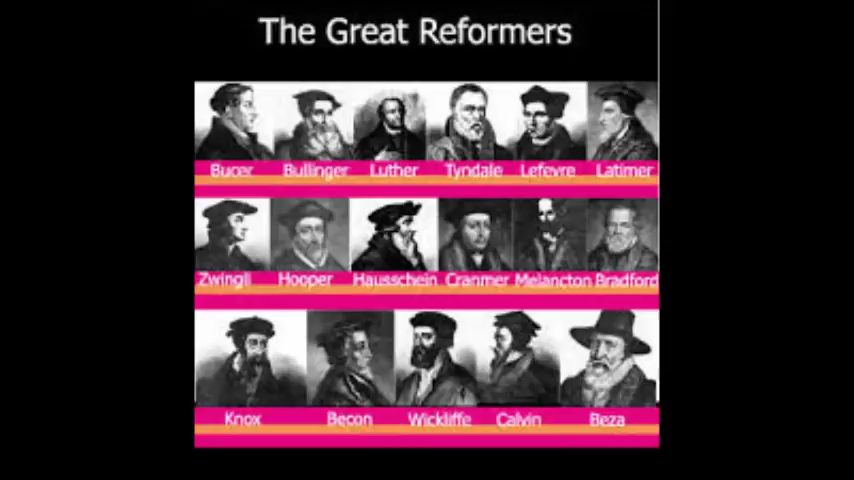 The Great Reformers
Bucer Bullinger Luther Tyndale Lefevre Latimer
Zwingli Hooper Hausschein Cranmer Melancton Bradford
Knox Becon Wickliffe Calvin Beza